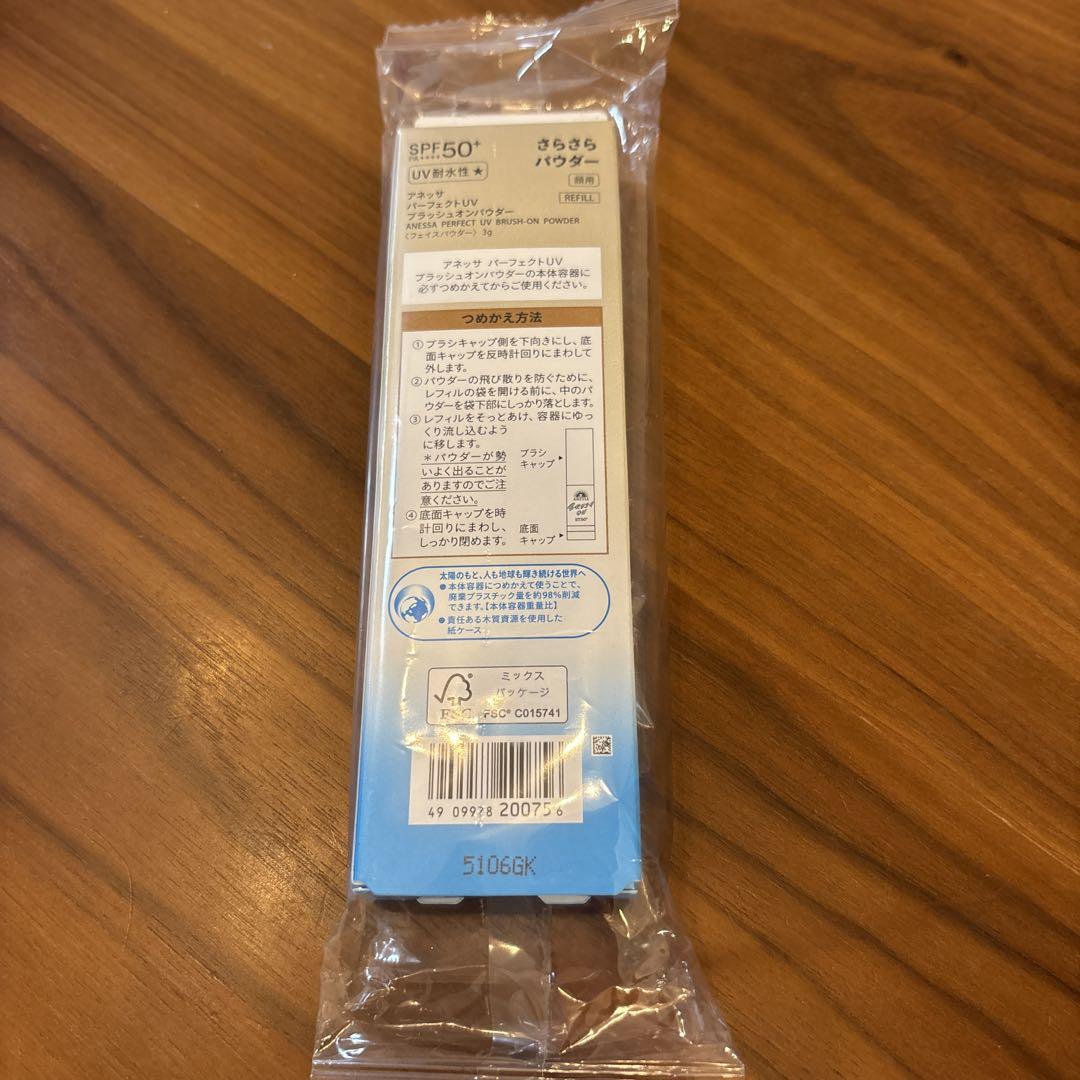 SPF50+
PA++++
UV耐水性★
さらさら
パウダー
顔用
REFILL
アネッサ
パーフェクトUV
ブラッシュオンパウダー
ANESSA PERFECT UV BRUSH-ON POWDER
〈フェイスパウダー〉 3g
アネッサ パーフェクトUV
ブラッシュオンパウダーの本体容器に
必ずつめかえてからご使用ください。
つめかえ方法
① ブラシキャップ側を下向きにし、底
面キャップを反時計回りにまわして
外します。
② パウダーの飛び散りを防ぐために、
レフィルの袋を開ける前に、中のパ
ウダーを袋下部にしっかり落とします。
③ レフィルをそっとあけ、容器にゆっ
くり流し込むよう
に移します。
＊パウダーが勢
いよく出ることが
ありますのでご注
意ください。
④ 底面キャップを時
計回りにまわし、
しっかり閉めます。
ブラシ
キャップ
底面
キャップ
太陽のもと、人も地球も輝き続ける世界へ
●本体容器につめかえて使うことで、
廃棄プラスチック量を約98%削減
できます。【本体容器重量比】
●責任ある木質資源を使用した
紙ケース
FSC
ミックス
パッケージ
FSC® C015741
49 09978 20075 6
5106GK